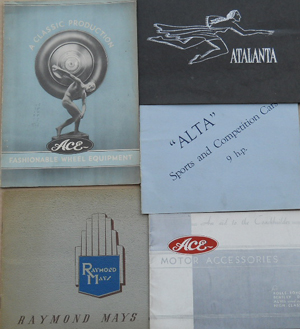 A CLASSIC PRODUCTION
ACE
FASHIONABLE WHEEL EQUIPMENT
ATALANTA
"ALTA"
Sports and Competition Cars
9 h.p.
RAYMOND
MAYS
RAYMOND MAYS
ACE
MOTOR ACCESSORIES